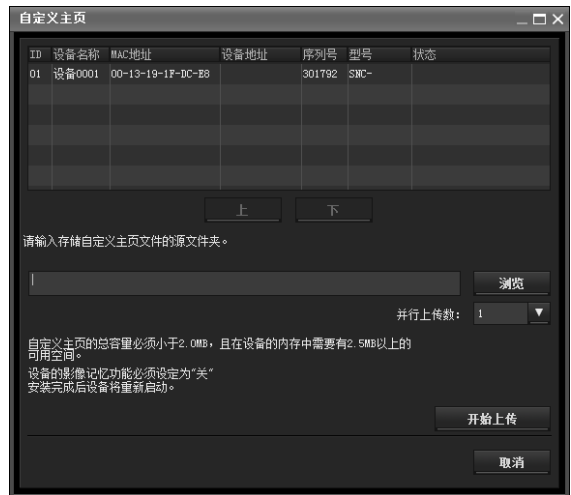 自定义主页
ID 设备名称 MAC地址 设备地址 序列号 型号 状态
01 设备0001 00-13-19-1F-DC-E8 301792 SNC-
上 下
请输入存储自定义主页文件的源文件夹。
浏览
并行上传数： 1
自定义主页的总容量必须小于2.0MB，且在设备的内存中需要有2.5MB以上的
可用空间。
设备的影像记忆功能必须设定为“关”
安装完成后设备将重新启动。
开始上传
取消